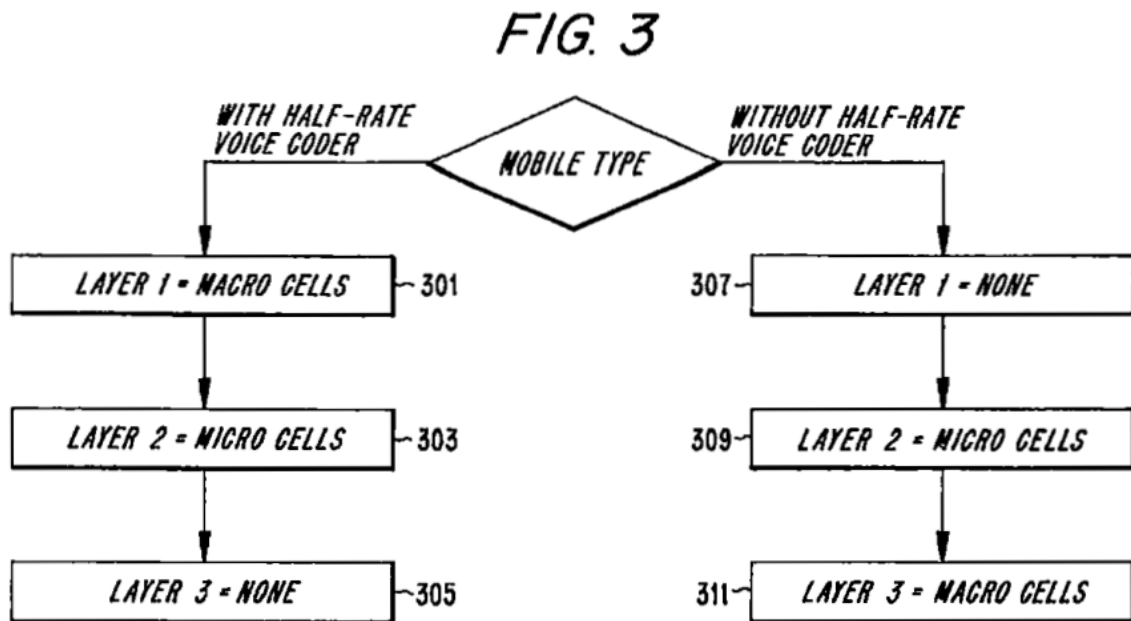 FIG. 3
WITH HALF-RATE
VOICE CODER
MOBILE TYPE
WITHOUT HALF-RATE
VOICE CODER
LAYER 1 = MACRO CELLS
301
307
LAYER 1 = NONE
LAYER 2 = MICRO CELLS
303
309
LAYER 2 = MICRO CELLS
LAYER 3 = NONE
305
311
LAYER 3 = MACRO CELLS